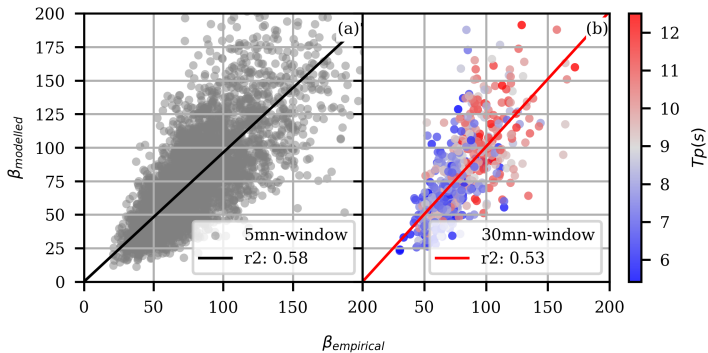 200
175
150
125
100
75
50
25
0
β_modelled
(a)
5mn-window
r2: 0.58
0
50
100
150
200
(b)
30mn-window
r2: 0.53
50
100
150
200
β_empirical
12
11
10
9
8
7
6
Tp(s)